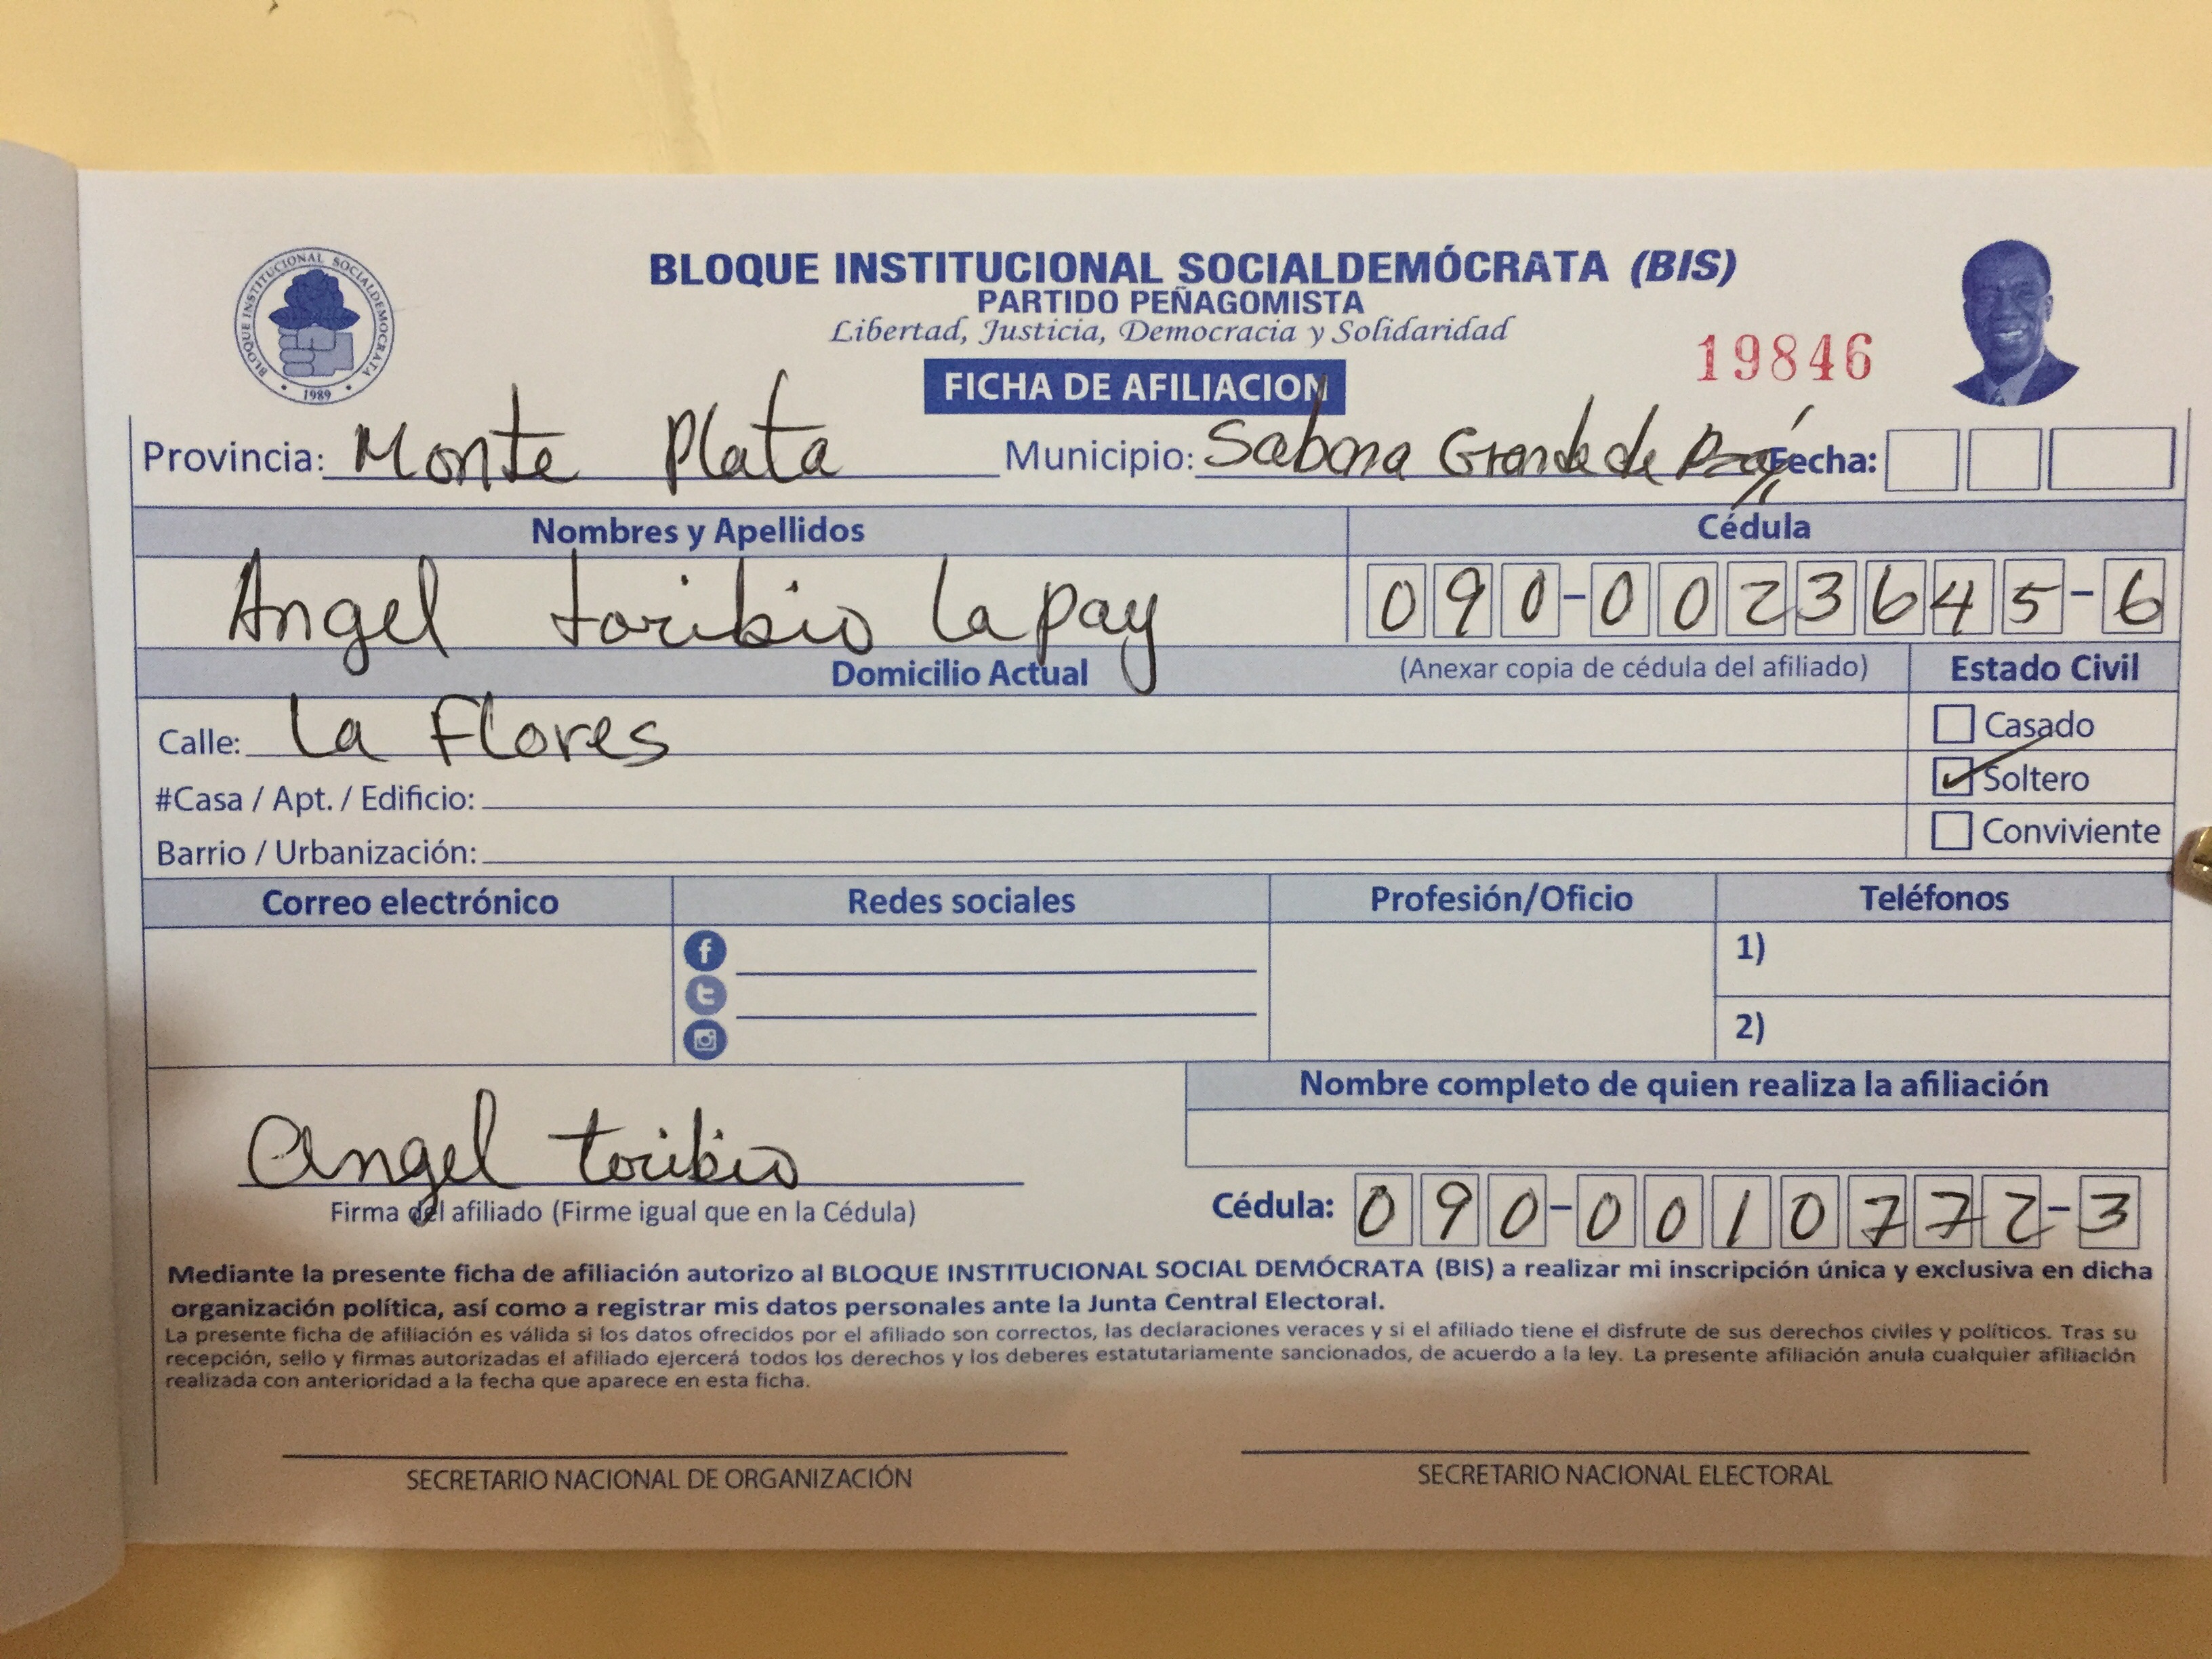 BLOQUE INSTITUCIONAL SOCIALDEMOCRATA
1989
BLOQUE INSTITUCIONAL SOCIALDEMÓCRATA (BIS)
PARTIDO PEÑAGOMISTA
Libertad, Justicia, Democracia y Solidaridad
19846
FICHA DE AFILIACION
Provincia: Monte Plata Municipio: Sabana Grande de Fecha:
Nombres y Apellidos Cédula
Angel toribio Lapay 090-0023645-6
Domicilio Actual (Anexar copia de cédula del afiliado) Estado Civil
Calle: La Flores Casado
#Casa / Apt. / Edificio: Soltero
Barrio / Urbanización: Conviviente
Correo electrónico Redes sociales Profesión/Oficio Teléfonos
1)
2)
Nombre completo de quien realiza la afiliación
Angel toribio
Firma del afiliado (Firme igual que en la Cédula) Cédula: 090-0010772-3
Mediante la presente ficha de afiliación autorizo al BLOQUE INSTITUCIONAL SOCIAL DEMÓCRATA (BIS) a realizar mi inscripción única y exclusiva en dicha
organización política, así como a registrar mis datos personales ante la Junta Central Electoral.
La presente ficha de afiliación es válida si los datos ofrecidos por el afiliado son correctos, las declaraciones veraces y si el afiliado tiene el disfrute de sus derechos civiles y políticos. Tras su
recepción, sello y firmas autorizadas el afiliado ejercerá todos los derechos y los deberes estatutariamente sancionados, de acuerdo a la ley. La presente afiliación anula cualquier afiliación
realizada con anterioridad a la fecha que aparece en esta ficha.
SECRETARIO NACIONAL DE ORGANIZACIÓN SECRETARIO NACIONAL ELECTORAL